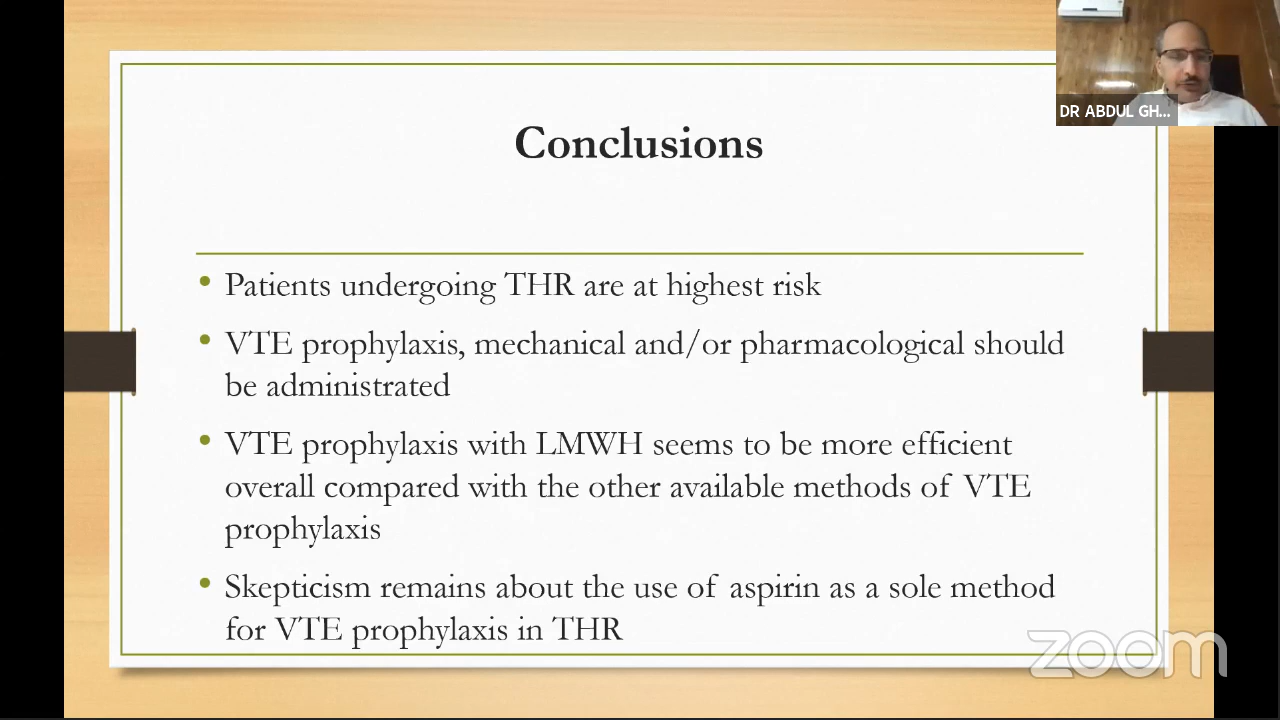 DR ABDUL GH...
Conclusions
• Patients undergoing THR are at highest risk
• VTE prophylaxis, mechanical and/or pharmacological should
be administrated
• VTE prophylaxis with LMWH seems to be more efficient
overall compared with the other available methods of VTE
prophylaxis
• Skepticism remains about the use of aspirin as a sole method
for VTE prophylaxis in THR
zoom